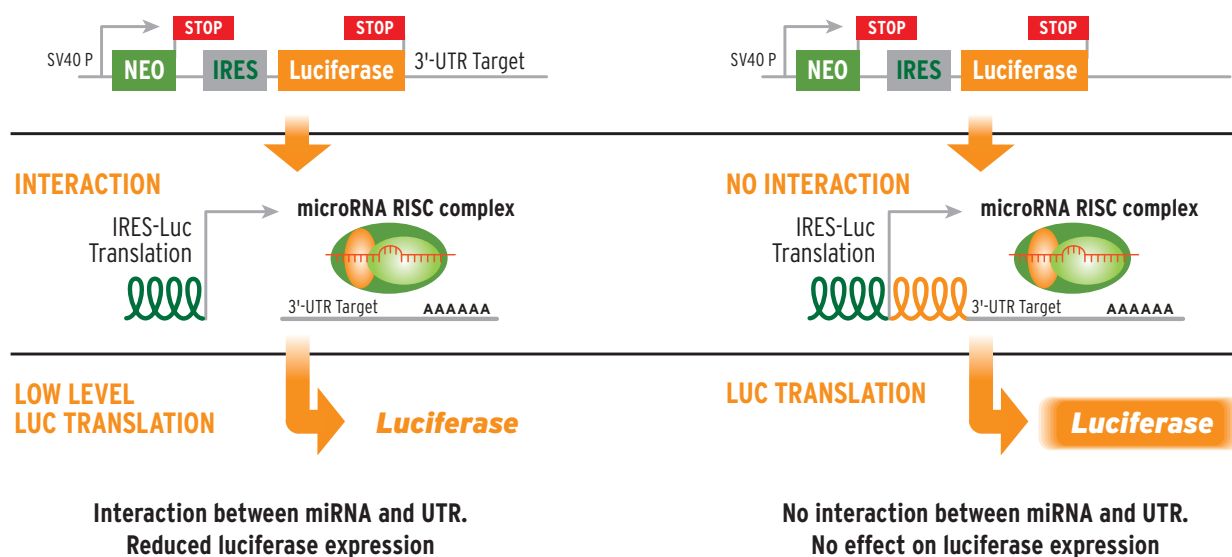 STOP
STOP
SV40 P
NEO
IRES
Luciferase
3'-UTR Target
STOP
STOP
SV40 P
NEO
IRES
Luciferase
INTERACTION
IRES-Luc
Translation
microRNA RISC complex
3'-UTR Target
AAAAAA
NO INTERACTION
IRES-Luc
Translation
microRNA RISC complex
3'-UTR Target
AAAAAA
LOW LEVEL
LUC TRANSLATION
Luciferase
LUC TRANSLATION
Luciferase
Interaction between miRNA and UTR.
Reduced luciferase expression
No interaction between miRNA and UTR.
No effect on luciferase expression